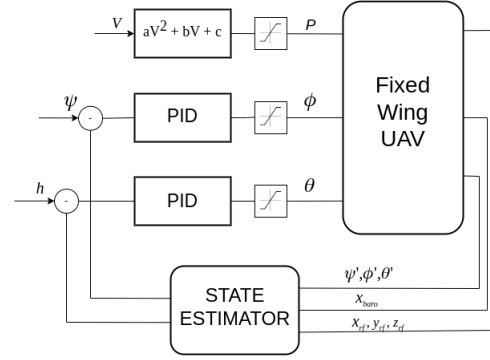 V
aV² + bV + c
P
Fixed
Wing
UAV
ψ
-
PID
ϕ
h
-
PID
θ
STATE
ESTIMATOR
ψ',ϕ',θ'
x_baro
x_rf, y_rf, z_rf